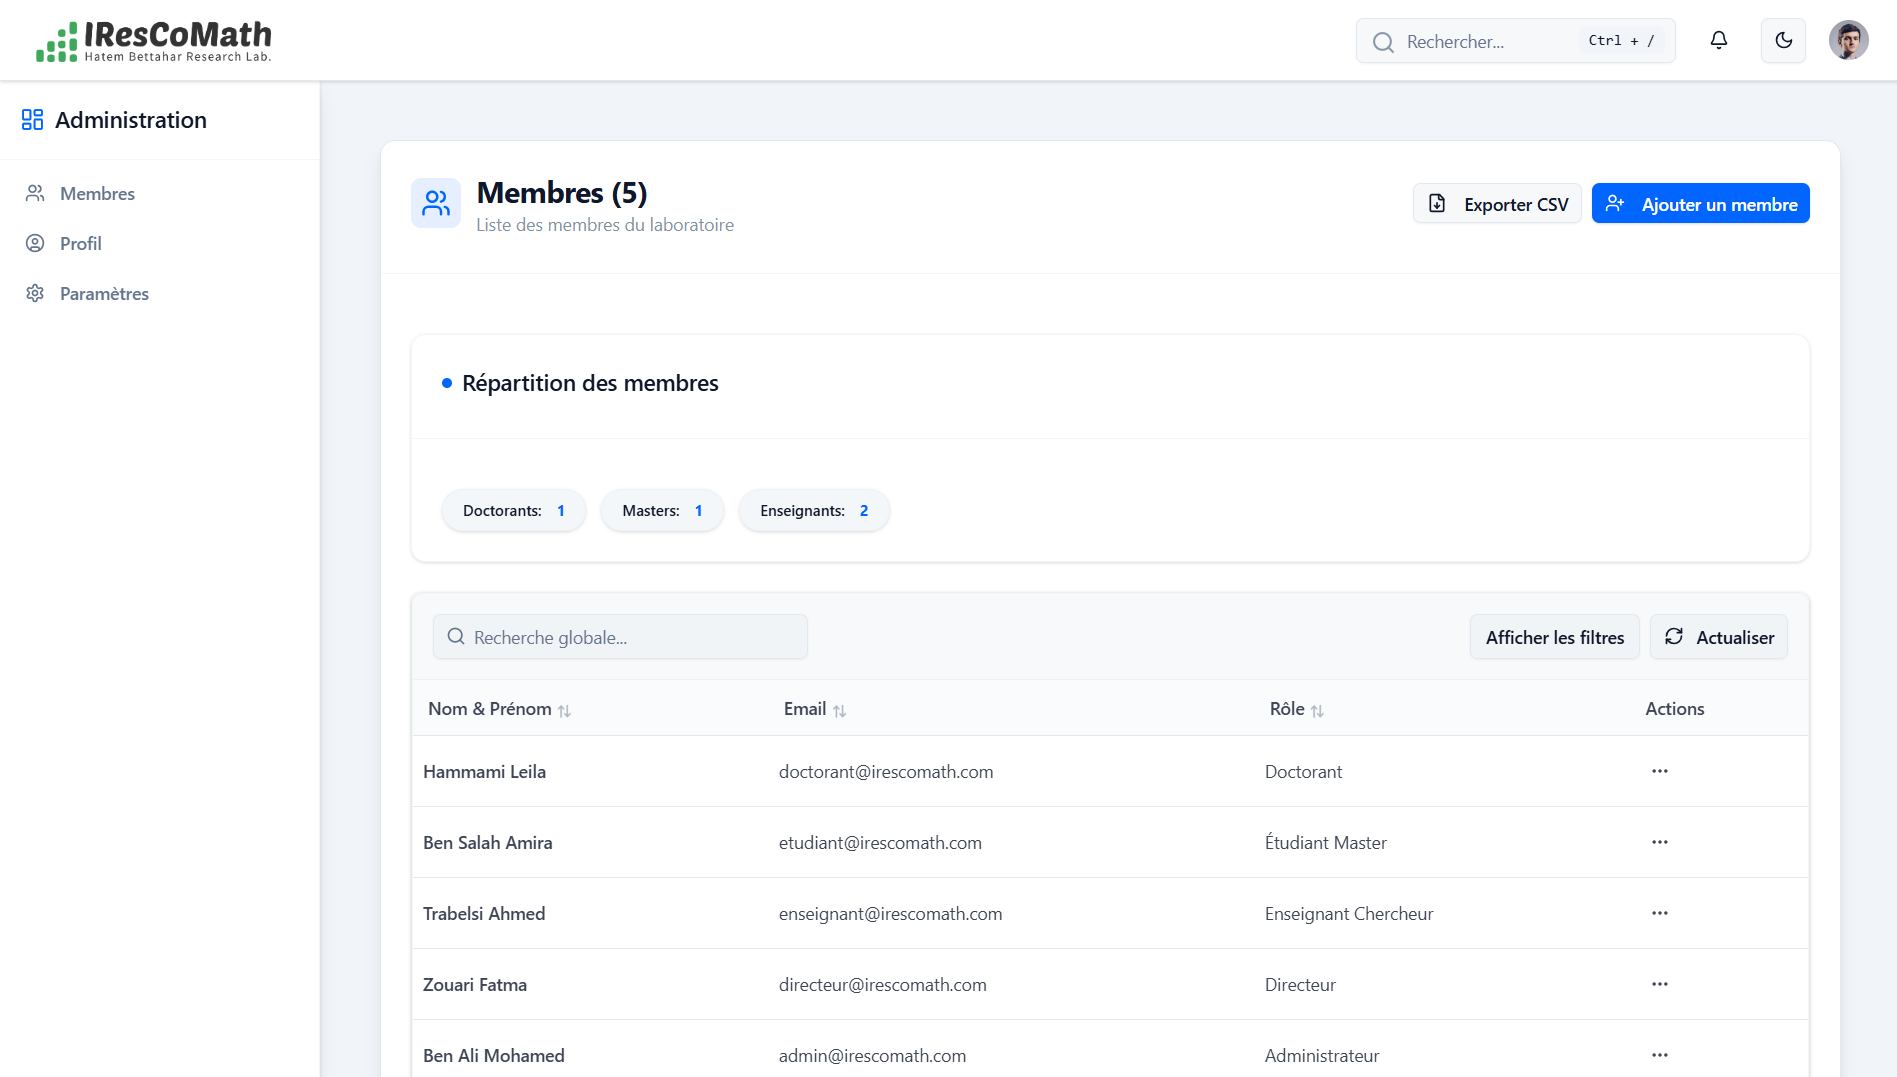 IResCoMath
Hatem Bettahar Research Lab.
Rechercher... Ctrl + /
Administration
Membres
Profil
Paramètres
Membres (5)
Liste des membres du laboratoire
Exporter CSV
Ajouter un membre
Répartition des membres
Doctorants: 1
Masters: 1
Enseignants: 2
Recherche globale...
Afficher les filtres
Actualiser
Nom & Prénom Email Rôle Actions
Hammami Leila doctorant@irescomath.com Doctorant
Ben Salah Amira etudiant@irescomath.com Étudiant Master
Trabelsi Ahmed enseignant@irescomath.com Enseignant Chercheur
Zouari Fatma directeur@irescomath.com Directeur
Ben Ali Mohamed admin@irescomath.com Administrateur